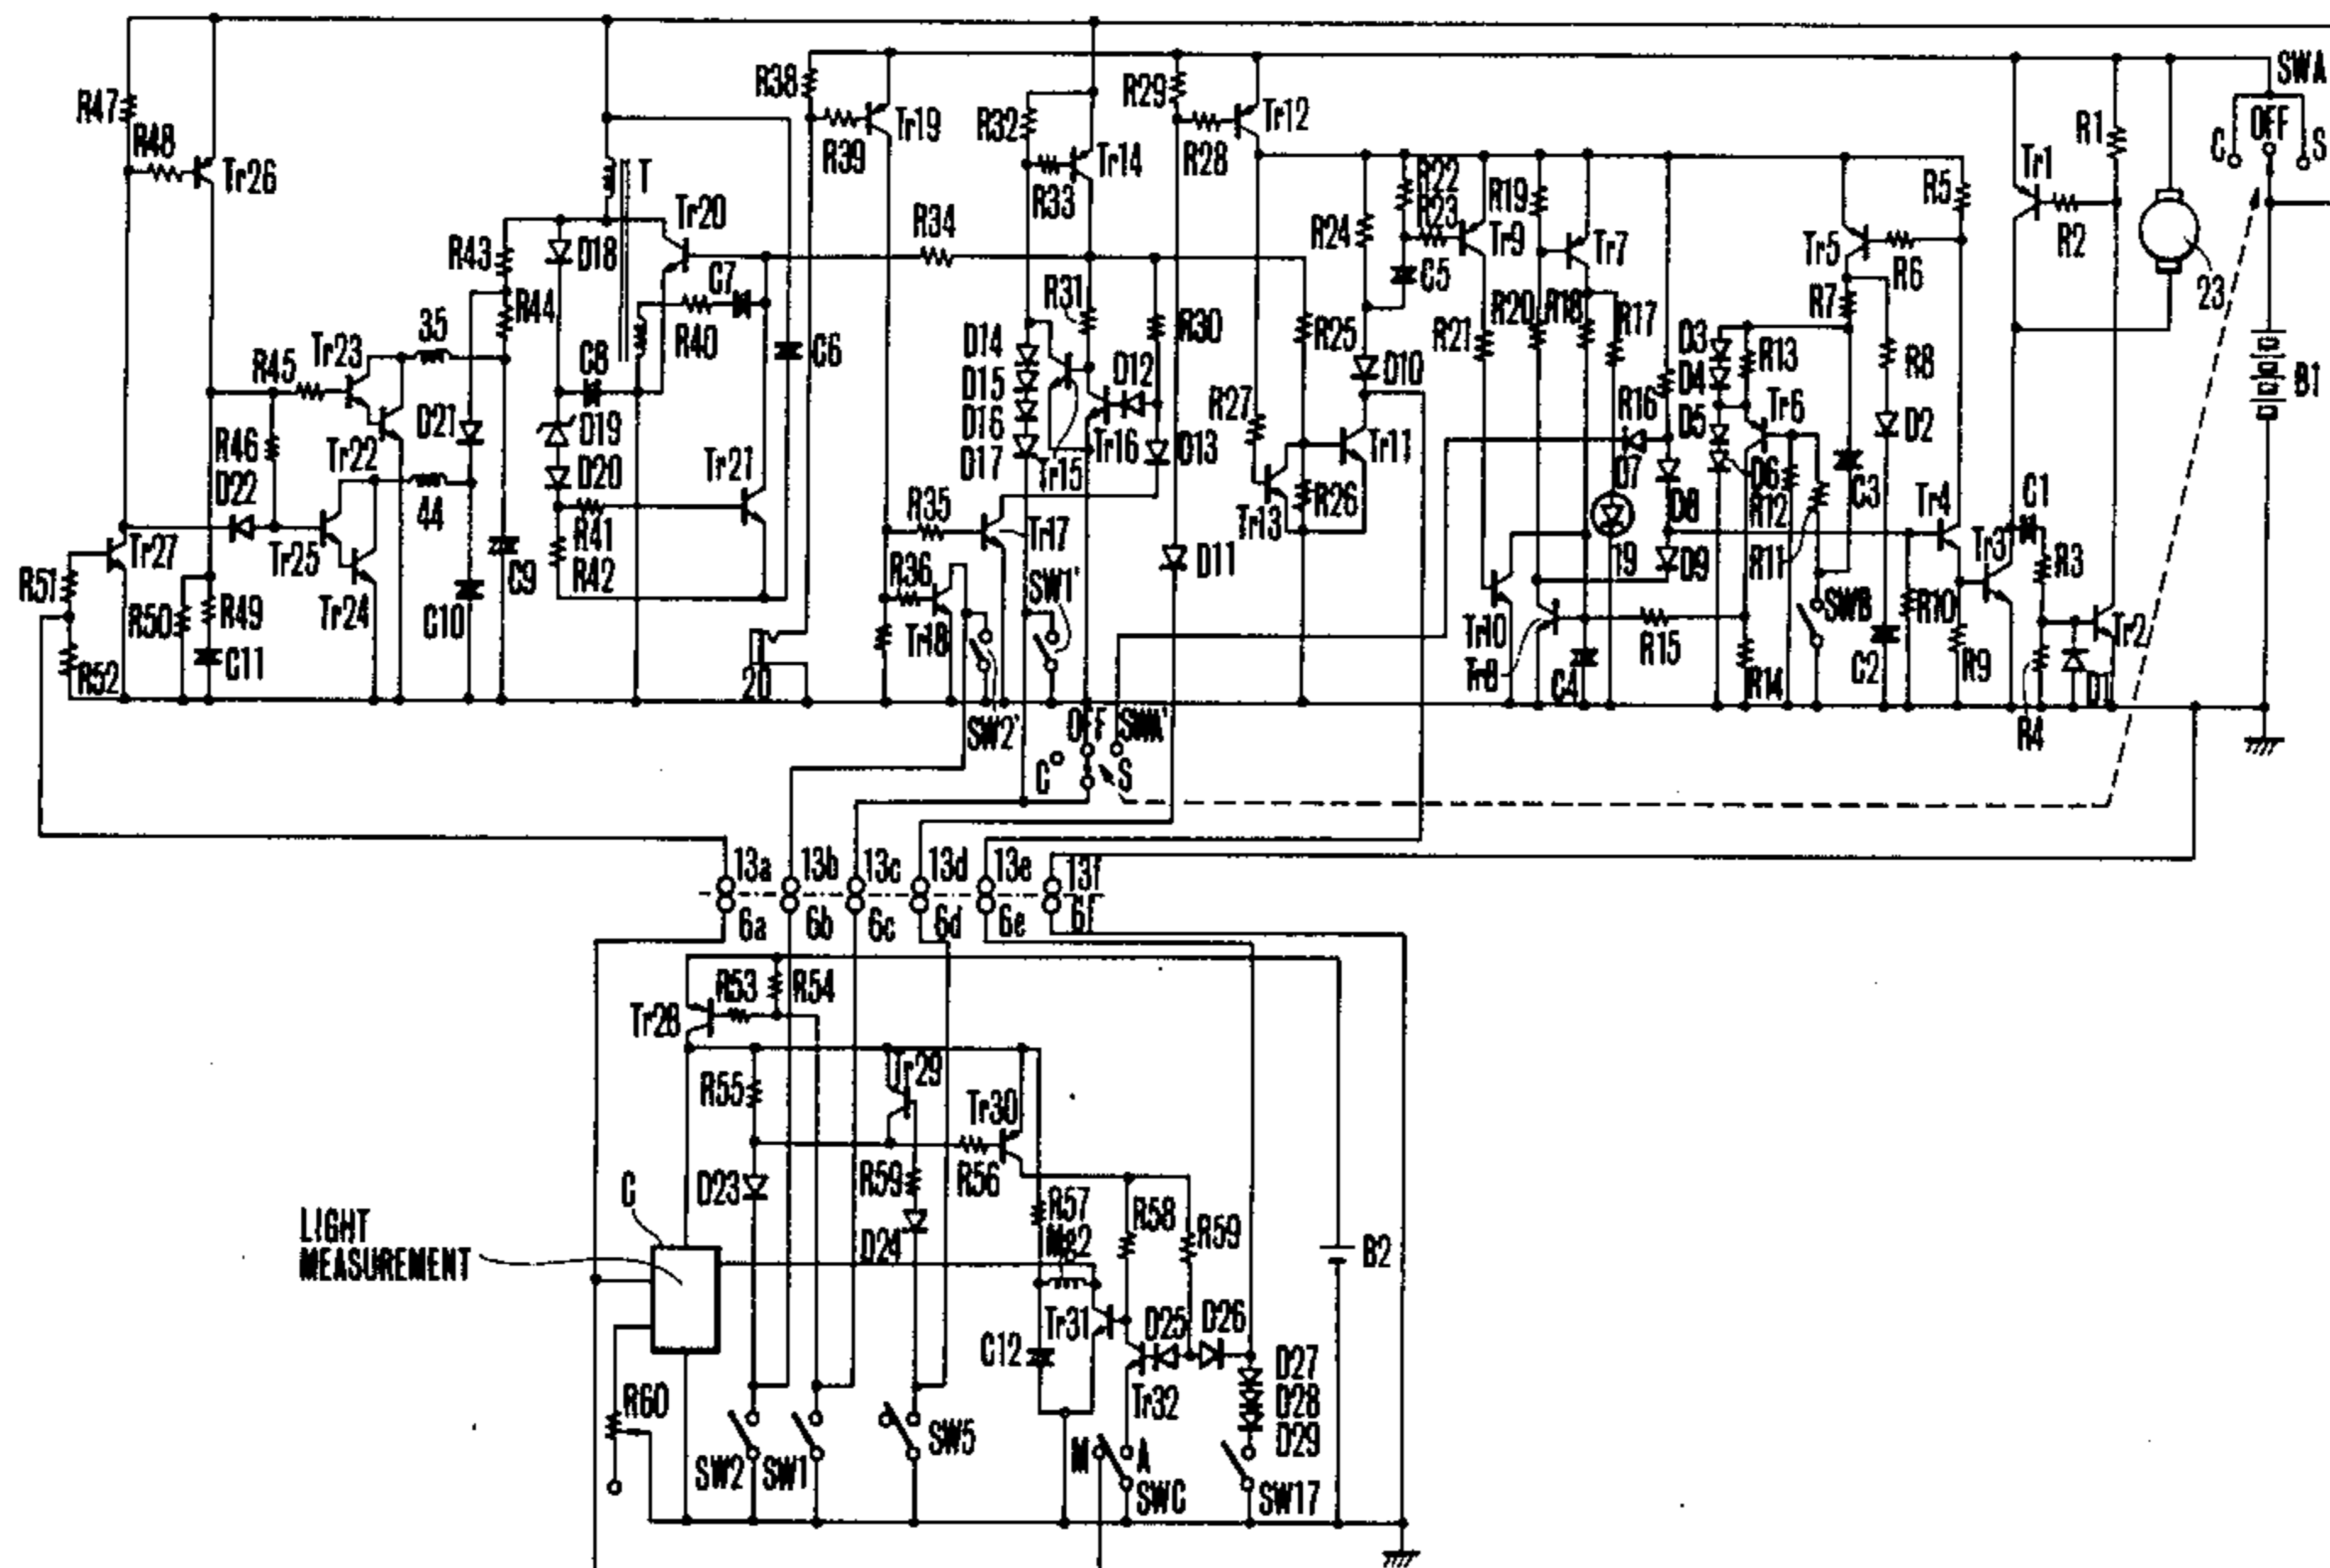 SWA
R47
R38
R29
R1
OFF
C
S
R48
Tr26
R39
Tr19
R32
R28
Tr12
Tr1
T
Tr14
R33
R24
R22
R23
R19
Tr9
Tr7
R5
R2
Tr20
R34
R43
D18
C7
R44
R40
C6
R31
R30
R25
C5
R21
R20
R18
R17
Tr5
R6
R7
R8
23
B1
35
Tr23
R45
C8
D14
D15
D16
D17
D12
D10
R27
R16
D3
D4
D5
R13
Tr6
D2
D21
D19
D20
R46
Tr22
D22
44
Tr21
Tr15
Tr16
D13
Tr11
D7
D6
C3
R35
Tr13
R26
D8
R12
Tr4
C1
Tr27
Tr25
R41
R42
C9
Tr17
D11
19
D9
R11
Tr3
R3
R51
R36
SW1'
SWB
R50
R49
Tr24
C10
Tr18
Tr10
R10
Tr2
R52
C11
20
Tr8
C4
R15
R14
C2
R9
R4
D1
SW2'
OFF
SWA'
C
S
13a
13b
13c
13d
13e
13f
6a
6b
6c
6d
6e
6f
Tr28
R53
R54
R55
Tr29
Tr30
D23
R59
R56
C
R57
R58
R59
LIGHT
MEASUREMENT
D24
Mg2
B2
Tr31
D25
D26
C12
D27
D28
D29
R60
Tr32
SW2
SW1
SW5
M
A
SWC
SW17